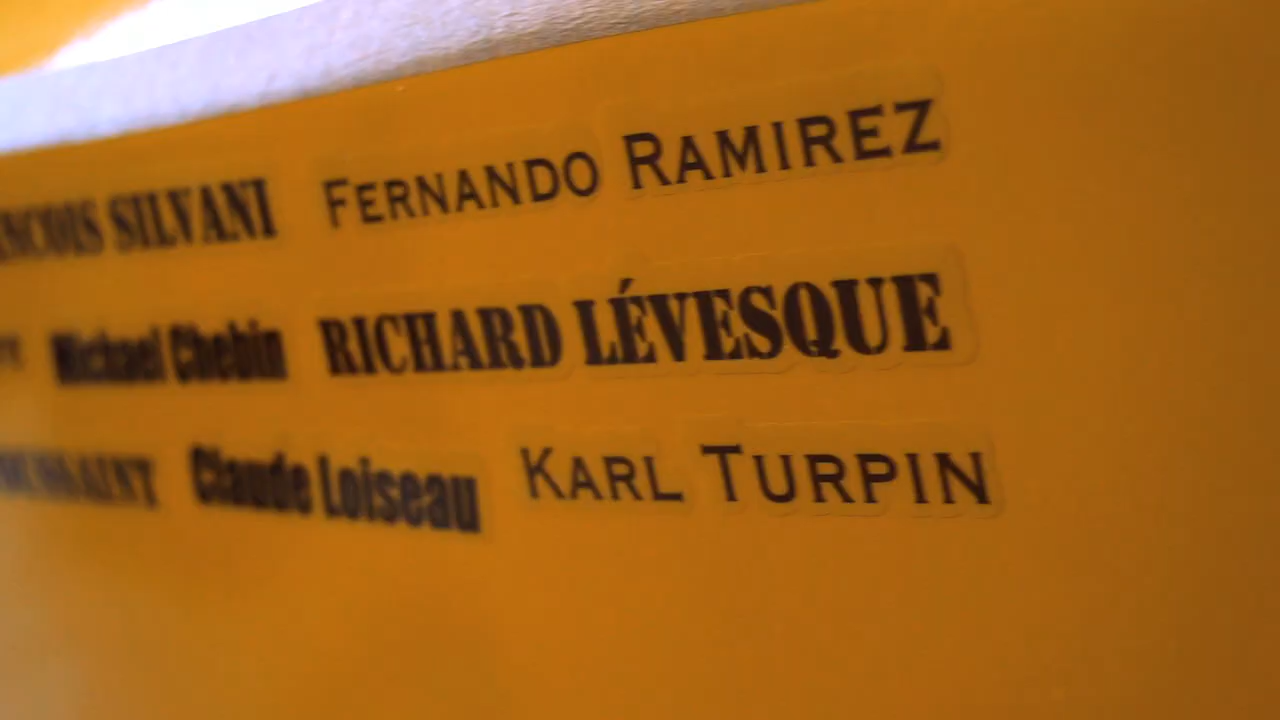 SILVANI FERNANDO RAMIREZ
Michael Chebin RICHARD LÉVESQUE
Claude Loiseau KARL TURPIN